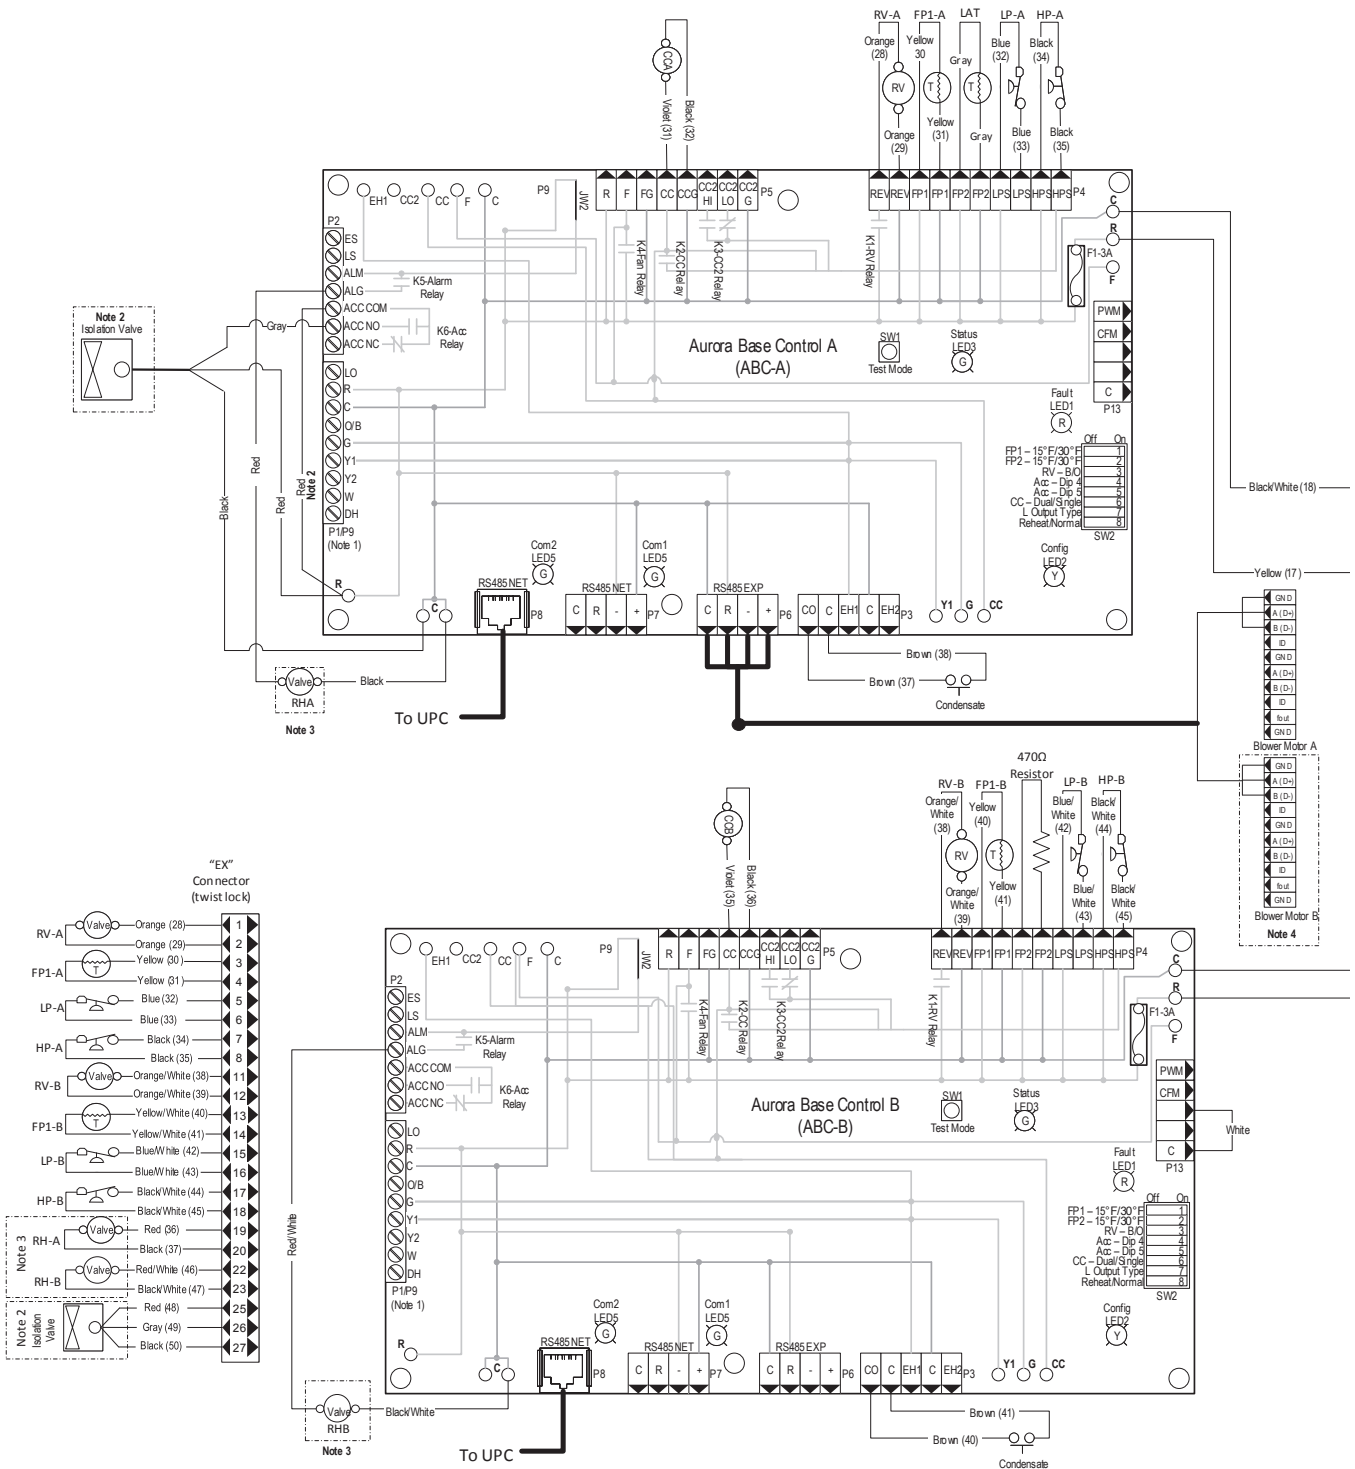 RV-A FP1-A LAT LP-A HP-A
Orange (28)
Yellow 30
Gray
Blue (32)
Black (34)
CCA
RV
T
T
Violet (31)
Black (32)
Orange (29)
Yellow (31)
Gray
Blue (33)
Black (35)
EH1 CC2 CC F C
P9
JW2
R F FG CC CCG CC2 HI CC2 LO CC2 G
P5
REV REV FP1 FP1 FP2 FP2 LPS LPS HPS HPS
P4
C
R
F1-3A
F
P2
ES
LS
ALM
ALG
ACC COM
ACC NO
ACC NC
K5-Alarm Relay
K6-Acc Relay
K4-Fan Relay
K2-CC Relay
K3-CC2 Relay
K1-RV Relay
Note 2
Isolation Valve
Gray
Aurora Base Control A
(ABC-A)
SW1
Test Mode
Status
LED3
G
PWM
CFM
C
P13
LO
R
C
O/B
G
Y1
Y2
W
DH
P1/P9
(Note 1)
Fault
LED1
R
Off On
FP1 – 15°F/30°F 1
FP2 – 15°F/30°F 2
RV – B/O 3
Acc – Dip 4 4
Acc – Dip 5 5
CC – Dual/Single 6
L Output Type 7
Reheat/Normal 8
SW2
Black
Red
Red
Red
Note 2
Black/White (18)
Yellow (17)
Config
LED2
Y
Com2
LED5
G
Com1
LED5
G
R
C
RS485 NET
P8
RS485 NET
C R - +
P7
RS485 EXP
C R - +
P6
CO C EH1 C EH2
P3
Y1 G CC
Brown (38)
Brown (37)
Condensate
Valve
RHA
Black
Note 3
To UPC
GND
A (D+)
B (D-)
ID
GND
A (D+)
B (D-)
ID
fout
GND
Blower Motor A
GND
A (D+)
B (D-)
ID
GND
A (D+)
B (D-)
ID
fout
GND
Blower Motor B
Note 4
470Ω
Resistor
RV-B FP1-B LP-B HP-B
Orange/White (38)
Yellow (40)
Blue/White (42)
Black/White (44)
CCB
RV
T
Violet (35)
Black (36)
Orange/White (39)
Yellow (41)
Blue/White (43)
Black/White (45)
"EX"
Connector
(twist lock)
RV-A
Valve
Orange (28) 1
Orange (29) 2
FP1-A
T
Yellow (30) 3
Yellow (31) 4
LP-A
Blue (32) 5
Blue (33) 6
HP-A
Black (34) 7
Black (35) 8
RV-B
Valve
Orange/White (38) 11
Orange/White (39) 12
FP1-B
T
Yellow/White (40) 13
Yellow/White (41) 14
LP-B
Blue/White (42) 15
Blue/White (43) 16
HP-B
Black/White (44) 17
Black/White (45) 18
Note 3
RH-A
Valve
Red (36) 19
Black (37) 20
RH-B
Valve
Red/White (46) 22
Black/White (47) 23
Note 2
Isolation Valve
Red (48) 25
Gray (49) 26
Black (50) 27
EH1 CC2 CC F C
P9
JW2
R F FG CC CCG CC2 HI CC2 LO CC2 G
P5
REV REV FP1 FP1 FP2 FP2 LPS LPS HPS HPS
P4
C
R
F1-3A
F
P2
ES
LS
ALM
ALG
ACC COM
ACC NO
ACC NC
K5-Alarm Relay
K6-Acc Relay
K4-Fan Relay
K2-CC Relay
K3-CC2 Relay
K1-RV Relay
Aurora Base Control B
(ABC-B)
SW1
Test Mode
Status
LED3
G
PWM
CFM
C
P13
White
LO
R
C
O/B
G
Y1
Y2
W
DH
P1/P9
(Note 1)
Fault
LED1
R
Off On
FP1 – 15°F/30°F 1
FP2 – 15°F/30°F 2
RV – B/O 3
Acc – Dip 4 4
Acc – Dip 5 5
CC – Dual/Single 6
L Output Type 7
Reheat/Normal 8
SW2
Red/White
Config
LED2
Y
Com2
LED5
G
Com1
LED5
G
R
C
RS485 NET
P8
RS485 NET
C R - +
P7
RS485 EXP
C R - +
P6
CO C EH1 C EH2
P3
Y1 G CC
Brown (41)
Brown (40)
Condensate
Valve
RHB
Black/White
Note 3
To UPC